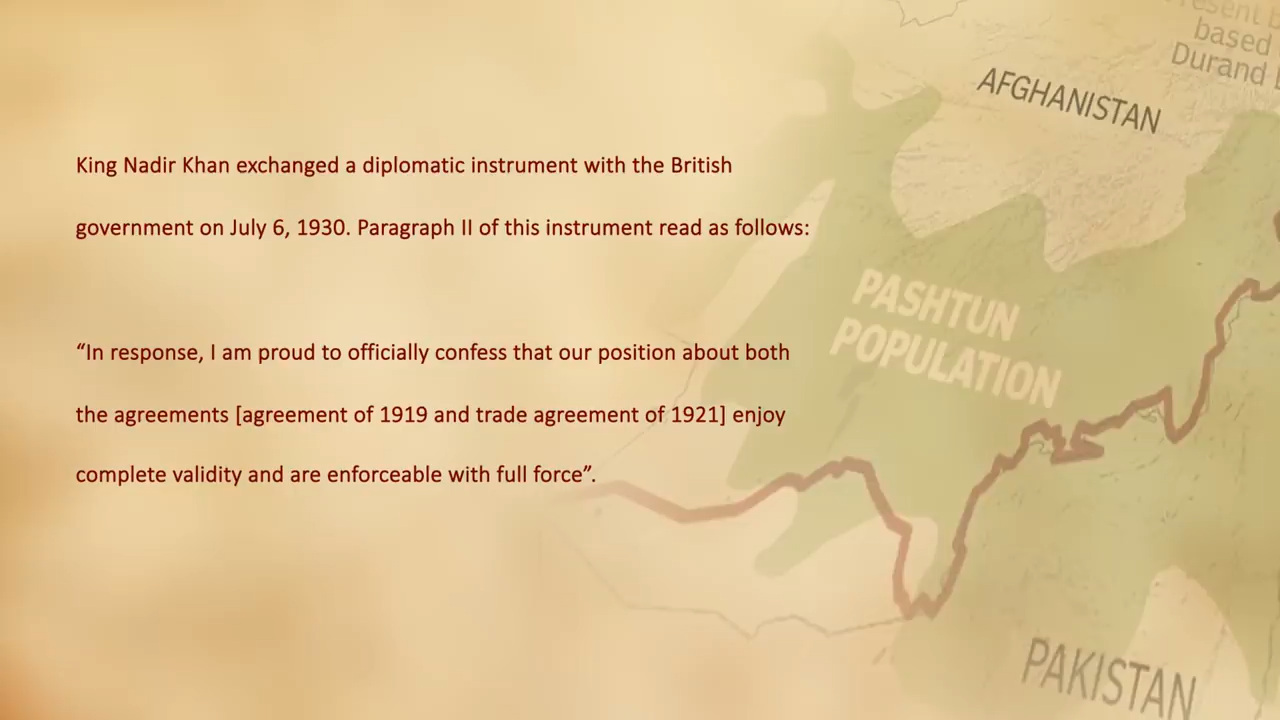 King Nadir Khan exchanged a diplomatic instrument with the British
government on July 6, 1930. Paragraph II of this instrument read as follows:
“In response, I am proud to officially confess that our position about both
the agreements [agreement of 1919 and trade agreement of 1921] enjoy
complete validity and are enforceable with full force”.
based
Durand
AFGHANISTAN
PASHTUN
POPULATION
PAKISTAN